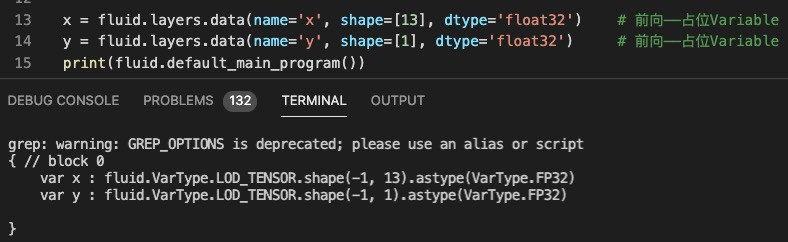 13 x = fluid.layers.data(name='x', shape=[13], dtype='float32') # 前向——占位Variable
14 y = fluid.layers.data(name='y', shape=[1], dtype='float32') # 前向——占位Variable
15 print(fluid.default_main_program())
DEBUG CONSOLE PROBLEMS 132 TERMINAL OUTPUT
grep: warning: GREP_OPTIONS is deprecated; please use an alias or script
{ // block 0
    var x : fluid.VarType.LOD_TENSOR.shape(-1, 13).astype(VarType.FP32)
    var y : fluid.VarType.LOD_TENSOR.shape(-1, 1).astype(VarType.FP32)
}